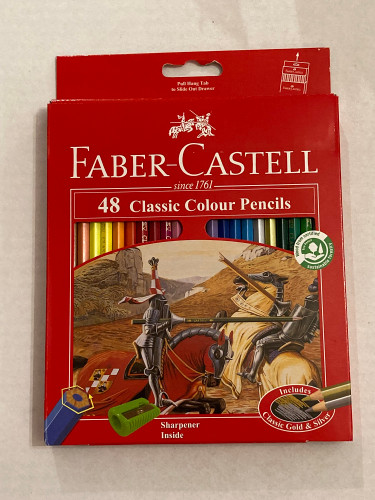 Pull Hang Tab
to Slide Out Drawer
FABER-CASTELL
since 1761
48 Classic Colour Pencils
Includes
Classic Gold & Silver
Sharpener
Inside